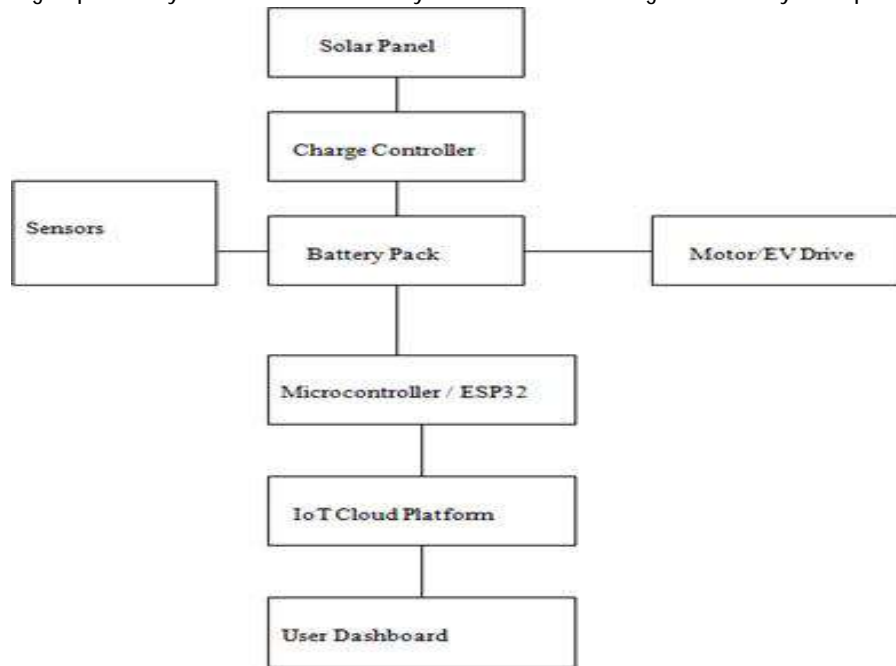 Solar Panel
Charge Controller
Sensors
Battery Pack
Motor/EV Drive
Microcontroller / ESP32
IoT Cloud Platform
User Dashboard